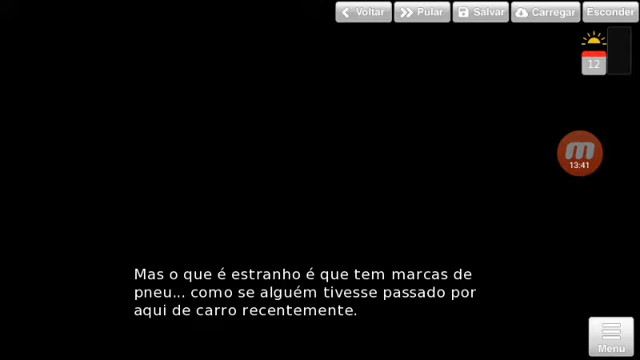 Voltar Pular Salvar Carregar Esconder
12
13:41
Mas o que é estranho é que tem marcas de
pneu... como se alguém tivesse passado por
aqui de carro recentemente.
Menu